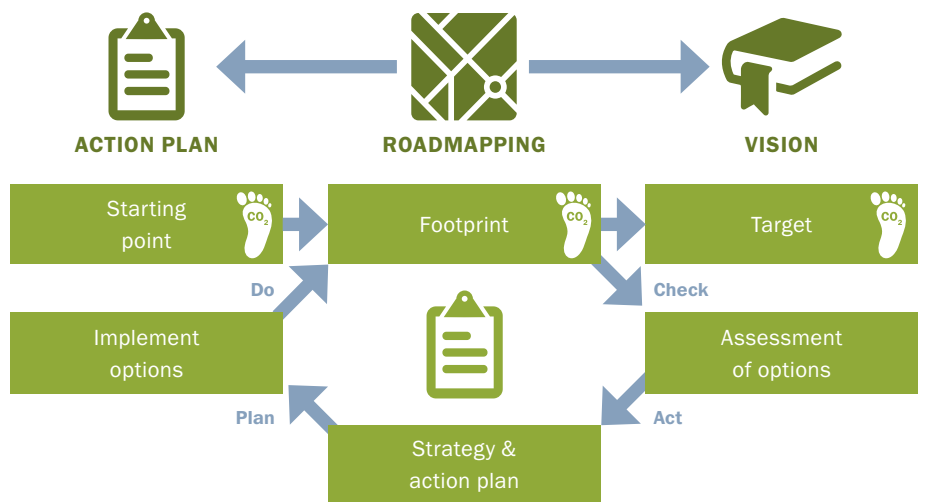 ACTION PLAN
ROADMAPPING
VISION
Starting
point
CO₂
Footprint
CO₂
Target
CO₂
Do
Check
Implement
options
Assessment
of options
Plan
Act
Strategy &
action plan